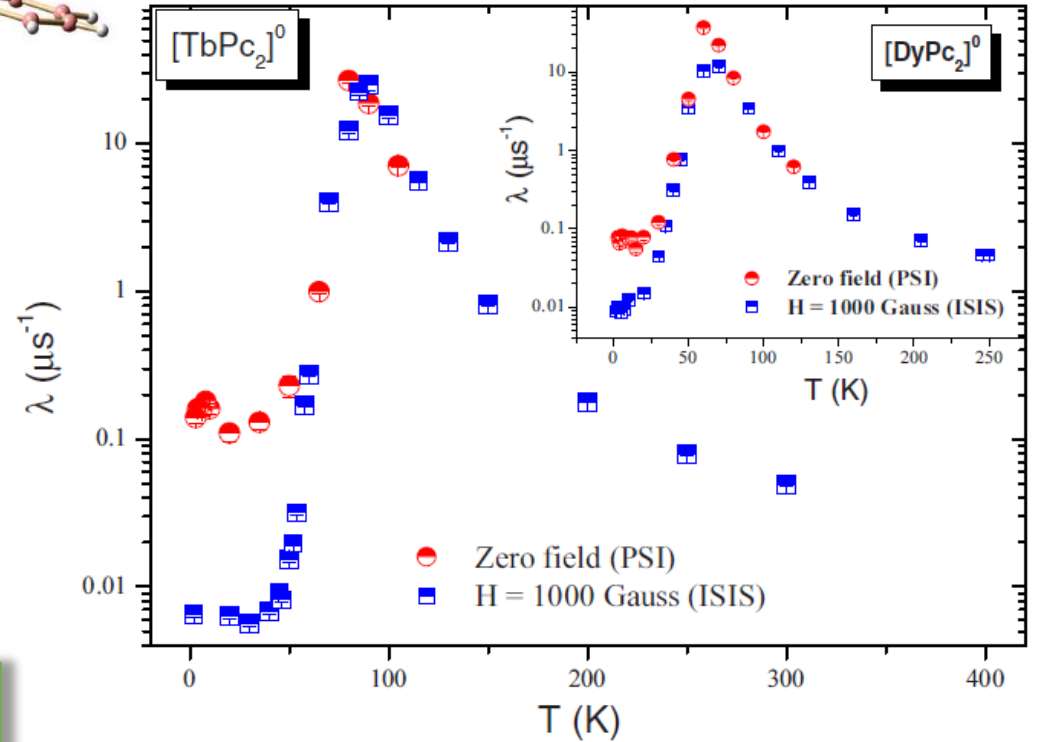 [TbPc₂]⁰
λ (μs⁻¹)
10
1
0.1
0.01
0
100
200
300
400
T (K)
Zero field (PSI)
H = 1000 Gauss (ISIS)
[DyPc₂]⁰
λ (μs⁻¹)
10
1
0.1
0.01
0
50
100
150
200
250
T (K)
Zero field (PSI)
H = 1000 Gauss (ISIS)